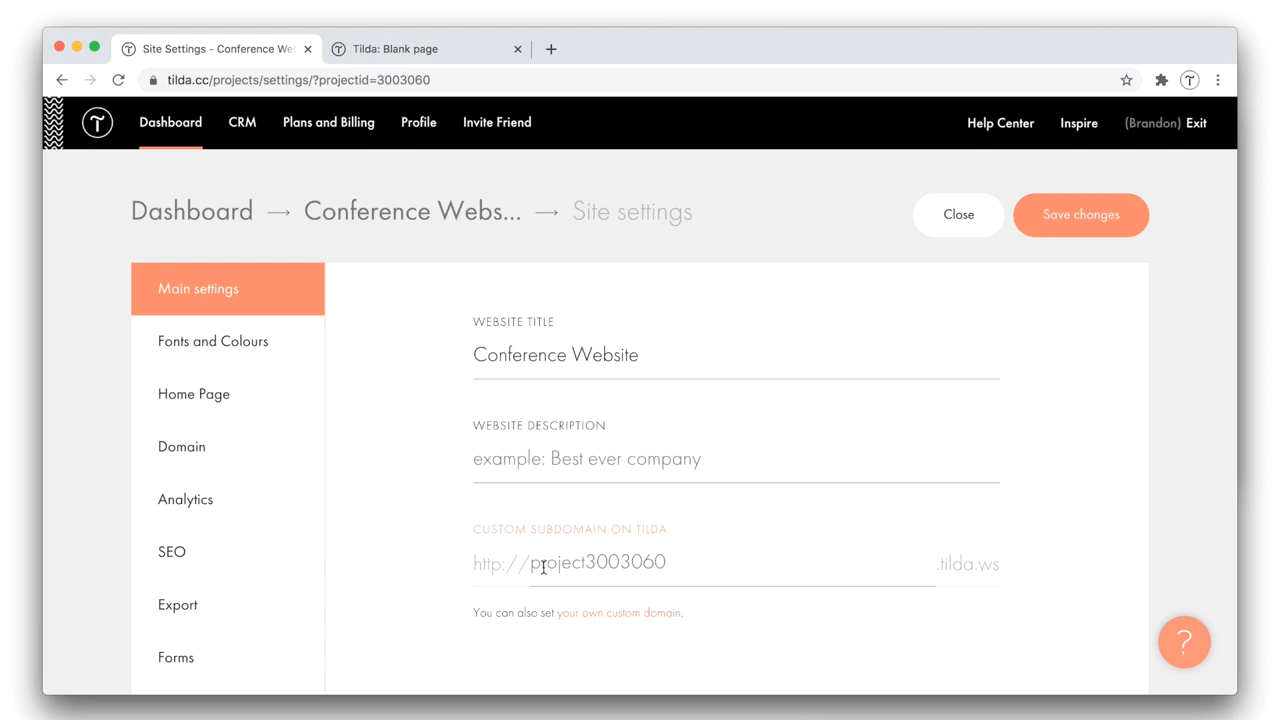 Site Settings - Conference Wel
Tilda: Blank page
tilda.cc/projects/settings/?projectid=3003060
Dashboard CRM Plans and Billing Profile Invite Friend Help Center Inspire (Brandon) Exit
Dashboard → Conference Webs... → Site settings
Close
Save changes
Main settings
Fonts and Colours
Home Page
Domain
Analytics
SEO
Export
Forms
WEBSITE TITLE
Conference Website
WEBSITE DESCRIPTION
example: Best ever company
CUSTOM SUBDOMAIN ON TILDA
http://project3003060 .tilda.ws
You can also set your own custom domain.
?